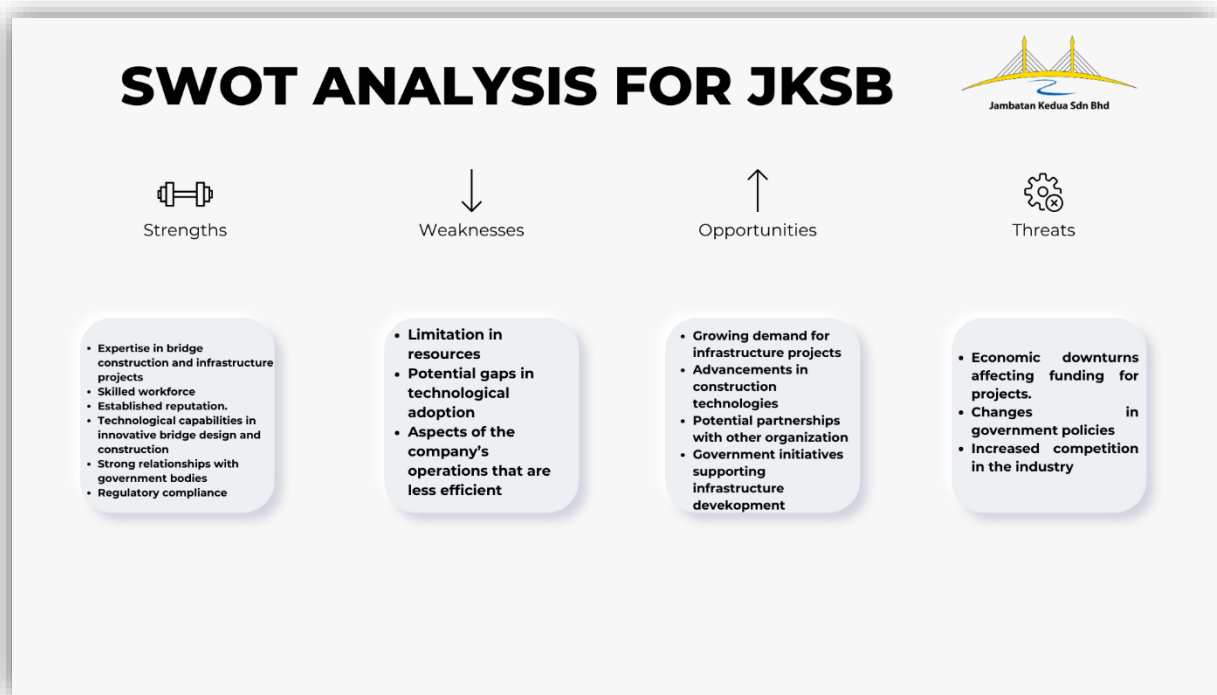 SWOT ANALYSIS FOR JKSB
Jambatan Kedua Sdn Bhd
Strengths
Weaknesses
Opportunities
Threats
• Expertise in bridge
construction and infrastructure
projects
• Skilled workforce
• Established reputation.
• Technological capabilities in
innovative bridge design and
construction
• Strong relationships with
government bodies
• Regulatory compliance
• Limitation in
resources
• Potential gaps in
technological
adoption
• Aspects of the
company's
operations that are
less efficient
• Growing demand for
infrastructure projects
• Advancements in
construction
technologies
• Potential partnerships
with other organization
• Government initiatives
supporting
infrastructure
devekopment
• Economic downturns
affecting funding for
projects.
• Changes in
government policies
• Increased competition
in the industry